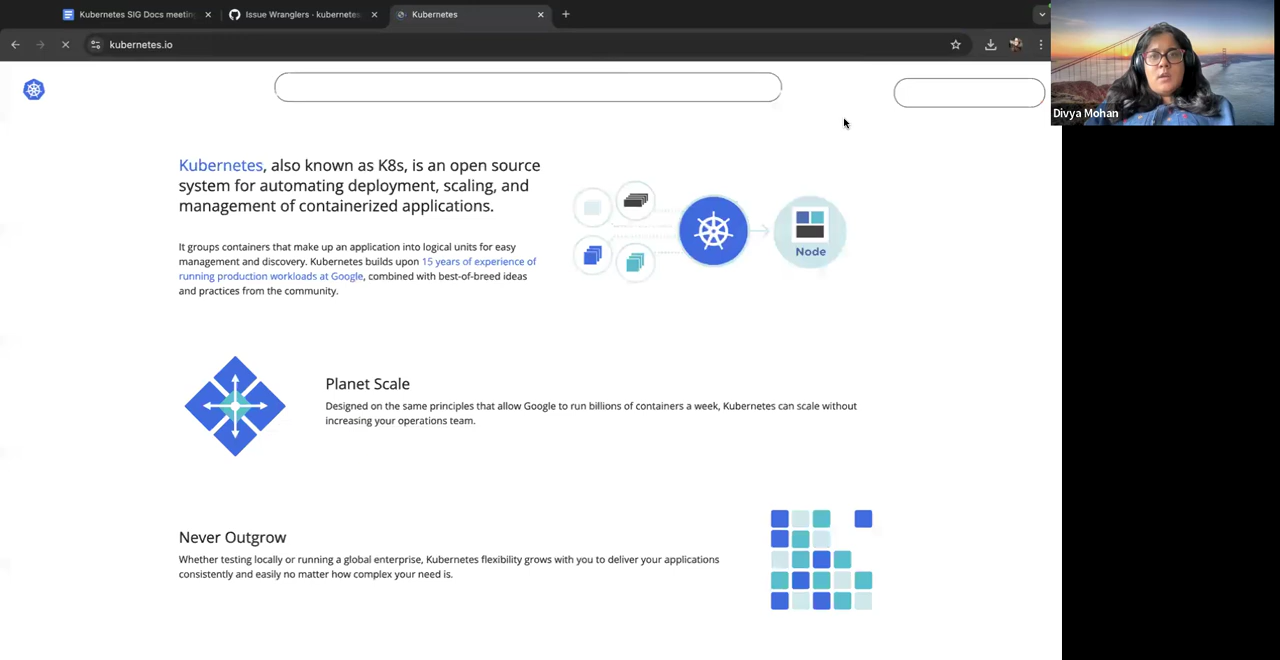 Kubernetes SIG Docs meetin
Issue Wranglers · kubernete
Kubernetes
kubernetes.io
Divya Mohan
Kubernetes, also known as K8s, is an open source
system for automating deployment, scaling, and
management of containerized applications.
It groups containers that make up an application into logical units for easy
management and discovery. Kubernetes builds upon 15 years of experience of
running production workloads at Google, combined with best-of-breed ideas
and practices from the community.
Node
Planet Scale
Designed on the same principles that allow Google to run billions of containers a week, Kubernetes can scale without
increasing your operations team.
Never Outgrow
Whether testing locally or running a global enterprise, Kubernetes flexibility grows with you to deliver your applications
consistently and easily no matter how complex your need is.